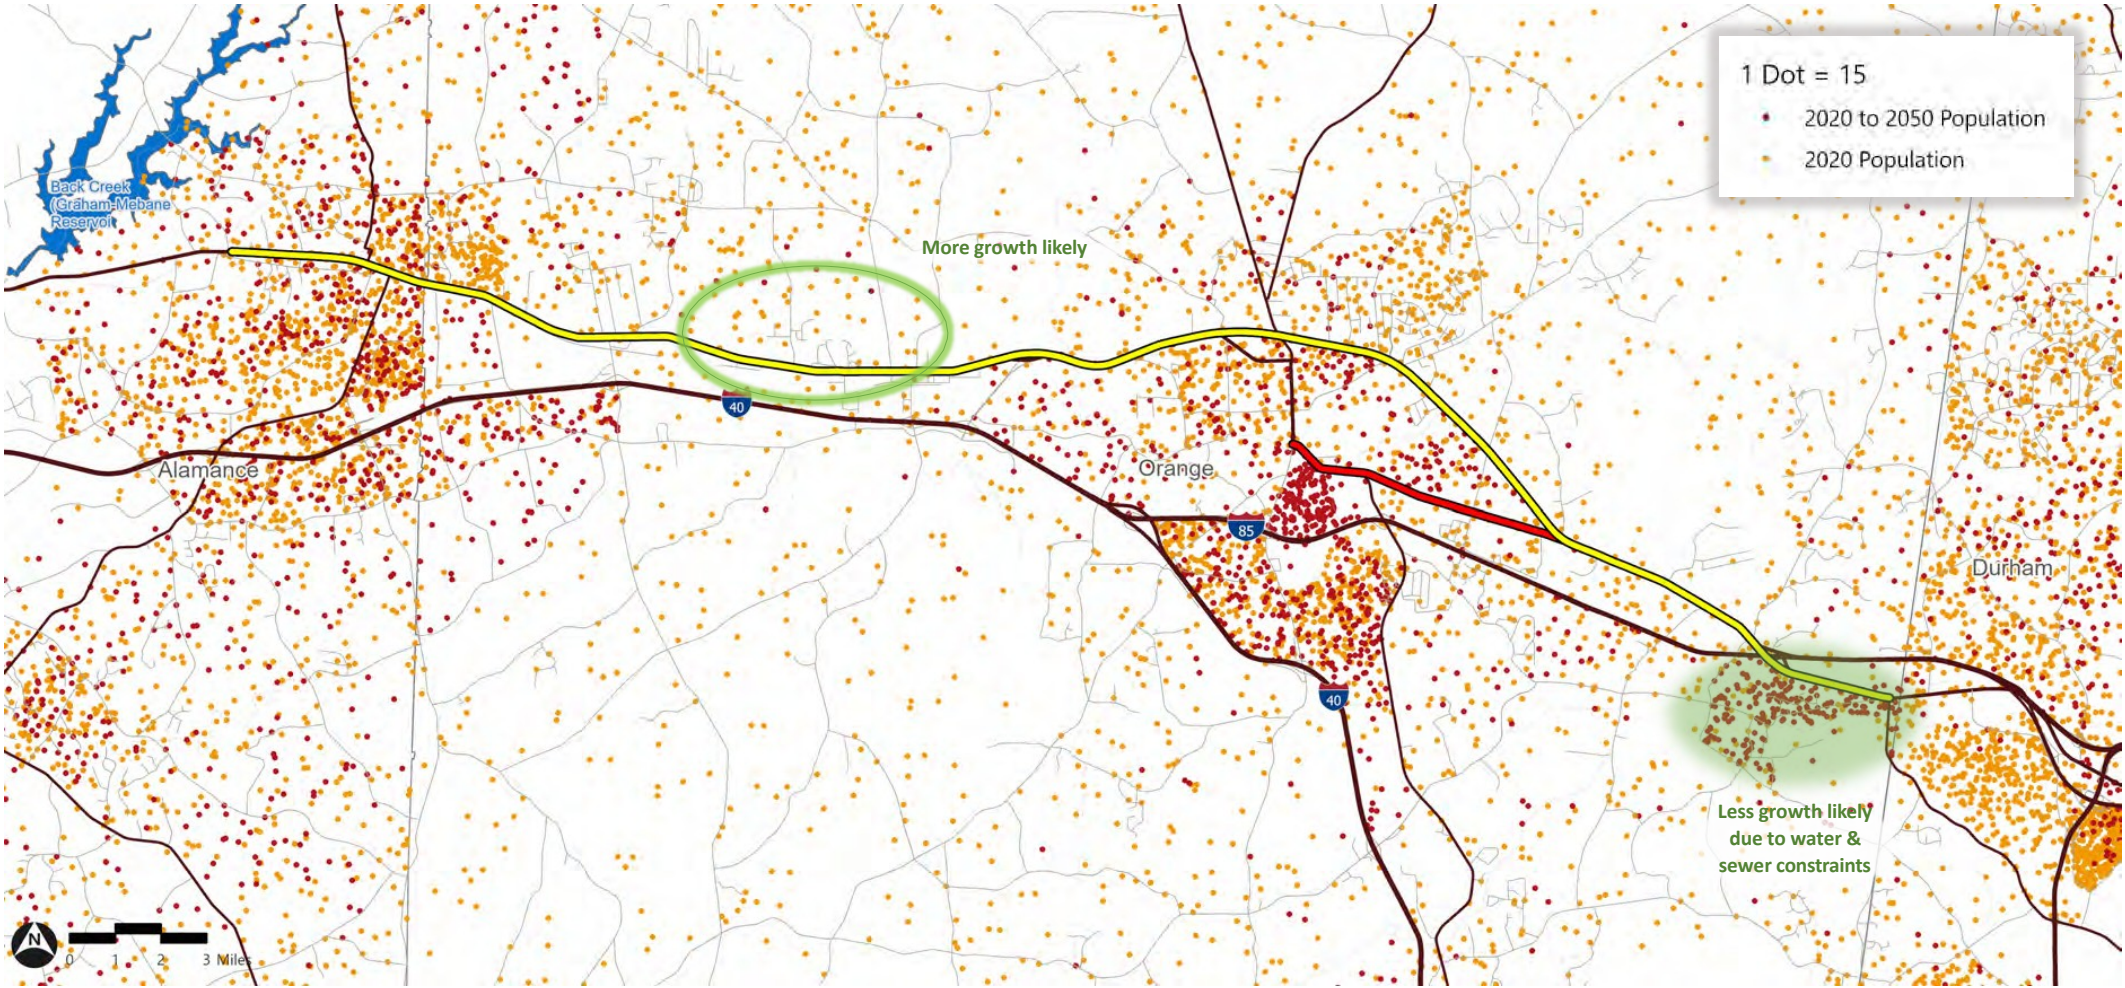 1 Dot = 15
2020 to 2050 Population
2020 Population
Back Creek
(Graham-Mebane
Reservoi
More growth likely
40
Alamance
Orange
85
Durham
40
Less growth likely
due to water &
sewer constraints
N
0 1 2 3 Miles